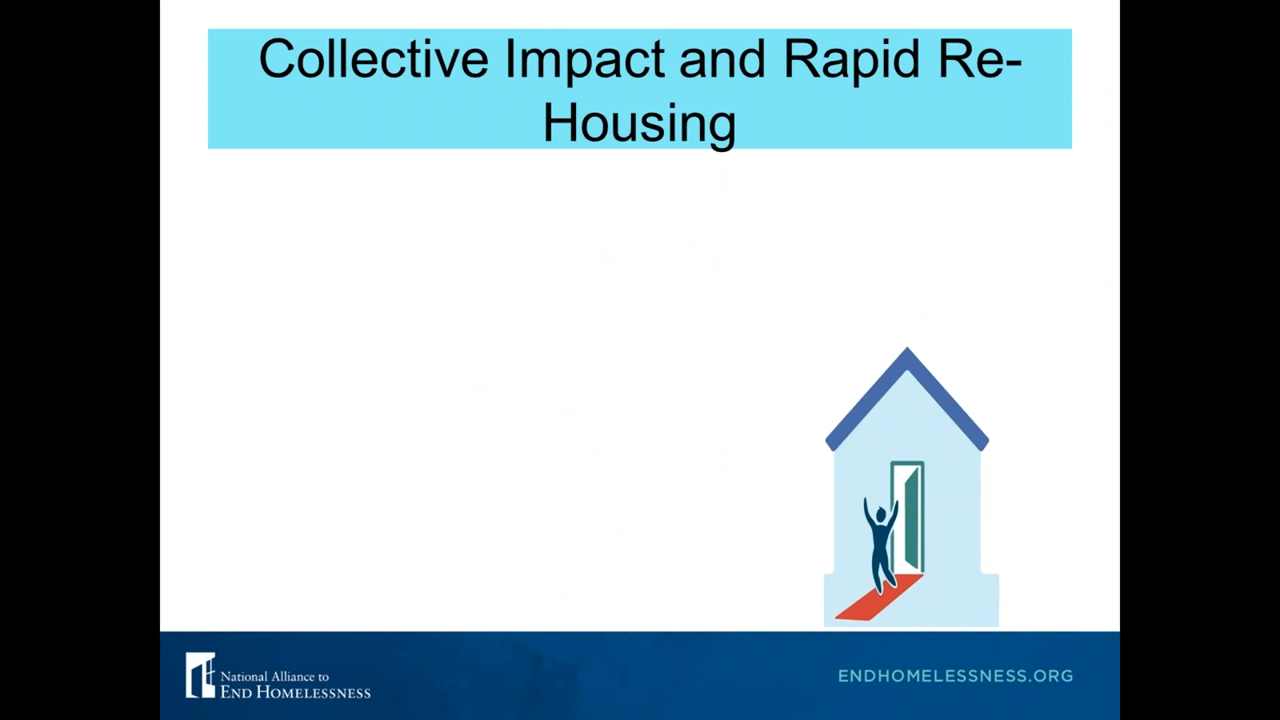 Collective Impact and Rapid Re-
Housing
National Alliance to
END HOMELESSNESS
ENDHOMELESSNESS.ORG